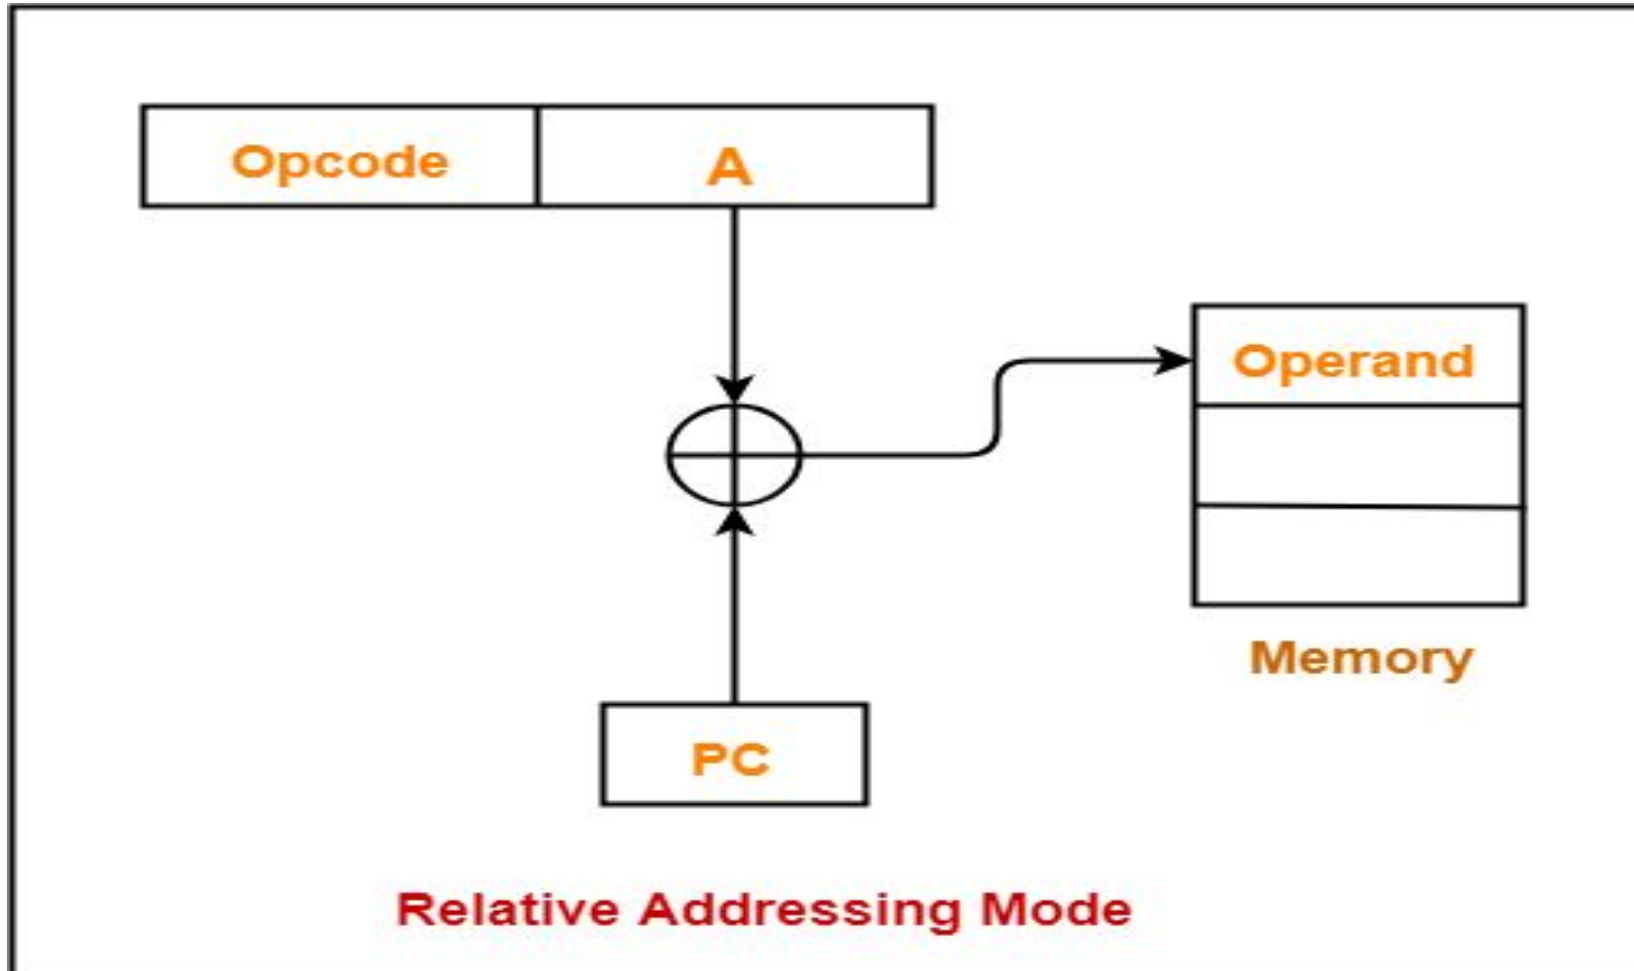 Opcode
A
Operand
Memory
PC
Relative Addressing Mode